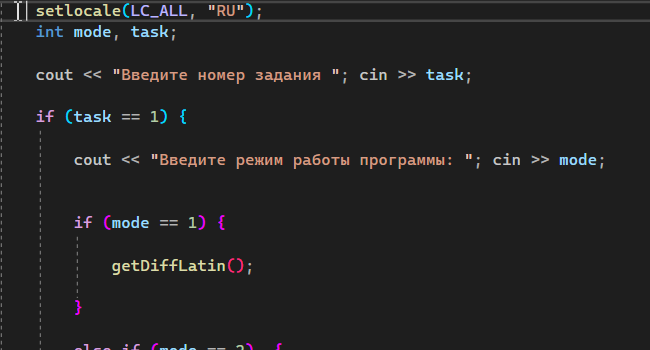 setlocale(LC_ALL, "RU");
int mode, task;
cout << "Введите номер задания "; cin >> task;
if (task == 1) {
cout << "Введите режим работы программы: "; cin >> mode;
if (mode == 1) {
getDiffLatin();
}
else if (mode == 2) {